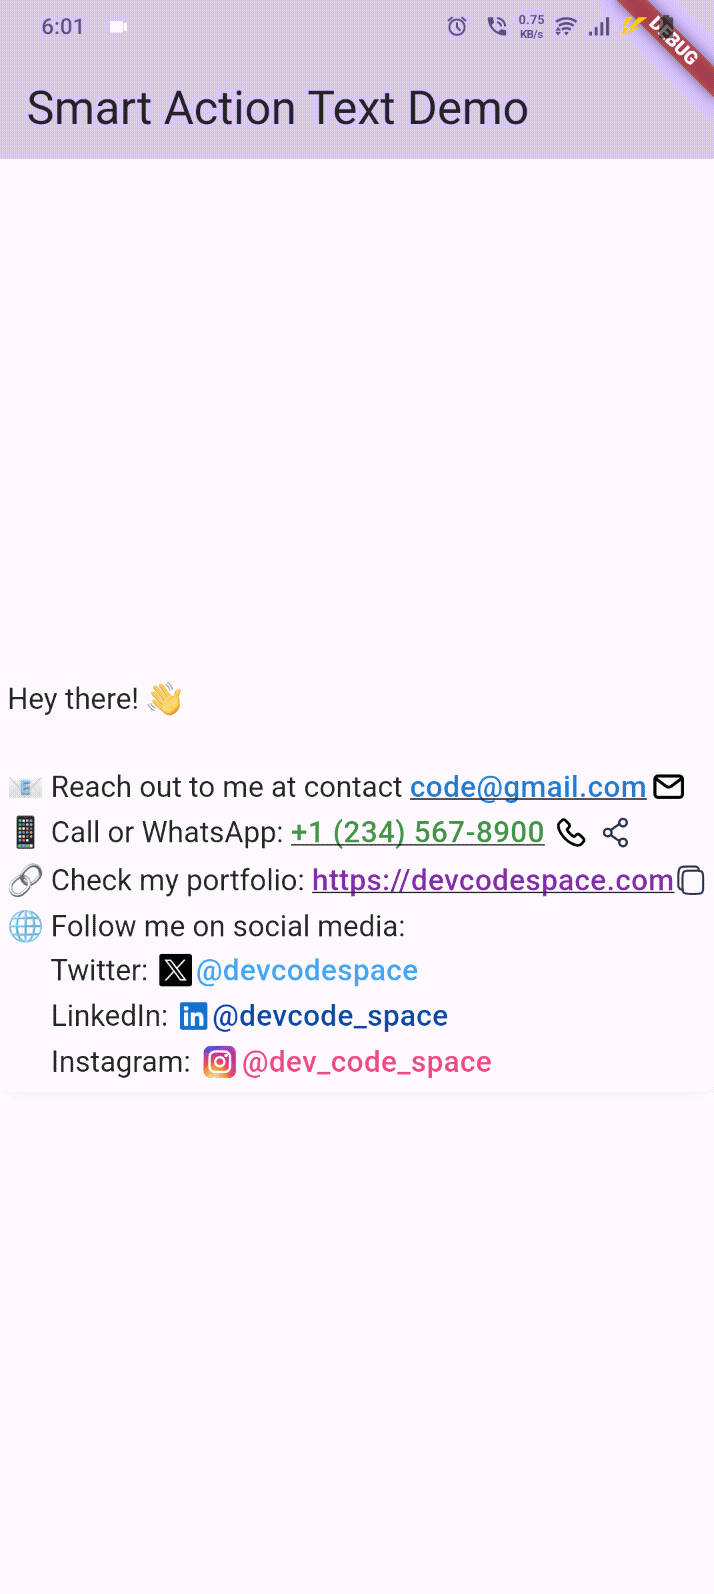 6:01
0.75
KB/s
DEBUG
Smart Action Text Demo
Hey there! 👋
📧 Reach out to me at contact code@gmail.com
📱 Call or WhatsApp: +1 (234) 567-8900
🔗 Check my portfolio: https://devcodespace.com
🌐 Follow me on social media:
Twitter: X @devcodespace
LinkedIn: in @devcode_space
Instagram: @dev_code_space